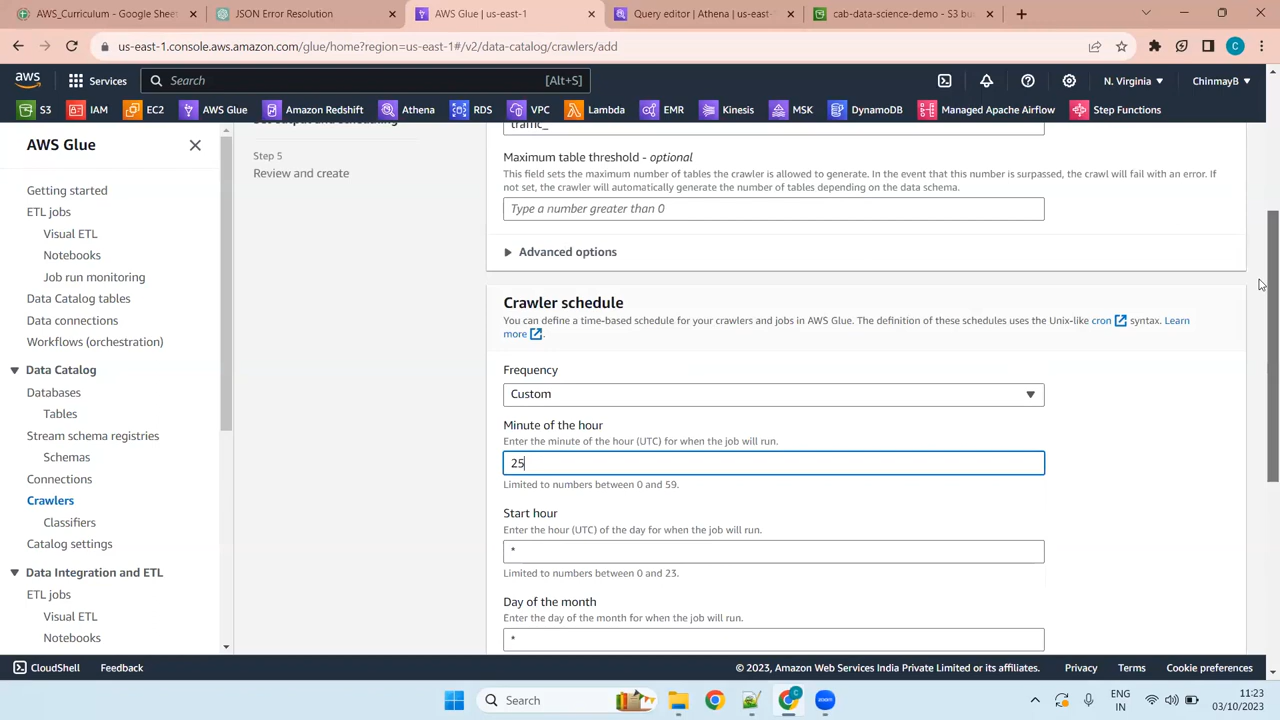 AWS_Curriculum - Google Sheet
JSON Error Resolution
AWS Glue | us-east-1
Query editor | Athena | us-east-
cab-data-science-demo - S3 bu
us-east-1.console.aws.amazon.com/glue/home?region=us-east-1#/v2/data-catalog/crawlers/add
aws
Services
Search
[Alt+S]
N. Virginia
ChinmayB
S3
IAM
EC2
AWS Glue
Amazon Redshift
Athena
RDS
VPC
Lambda
EMR
Kinesis
MSK
DynamoDB
Managed Apache Airflow
Step Functions
AWS Glue
Getting started
ETL jobs
Visual ETL
Notebooks
Job run monitoring
Data Catalog tables
Data connections
Workflows (orchestration)
Data Catalog
Databases
Tables
Stream schema registries
Schemas
Connections
Crawlers
Classifiers
Catalog settings
Data Integration and ETL
ETL jobs
Visual ETL
Notebooks
Set output and scheduling
Step 5
Review and create
traffic_
Maximum table threshold - optional
This field sets the maximum number of tables the crawler is allowed to generate. In the event that this number is surpassed, the crawl will fail with an error. If
not set, the crawler will automatically generate the number of tables depending on the data schema.
Type a number greater than 0
Advanced options
Crawler schedule
You can define a time-based schedule for your crawlers and jobs in AWS Glue. The definition of these schedules uses the Unix-like cron syntax. Learn
more .
Frequency
Custom
Minute of the hour
Enter the minute of the hour (UTC) for when the job will run.
25
Limited to numbers between 0 and 59.
Start hour
Enter the hour (UTC) of the day for when the job will run.
*
Limited to numbers between 0 and 23.
Day of the month
Enter the day of the month for when the job will run.
*
CloudShell
Feedback
© 2023, Amazon Web Services India Private Limited or its affiliates.
Privacy
Terms
Cookie preferences
Search
ENG
IN
11:23
03/10/2023